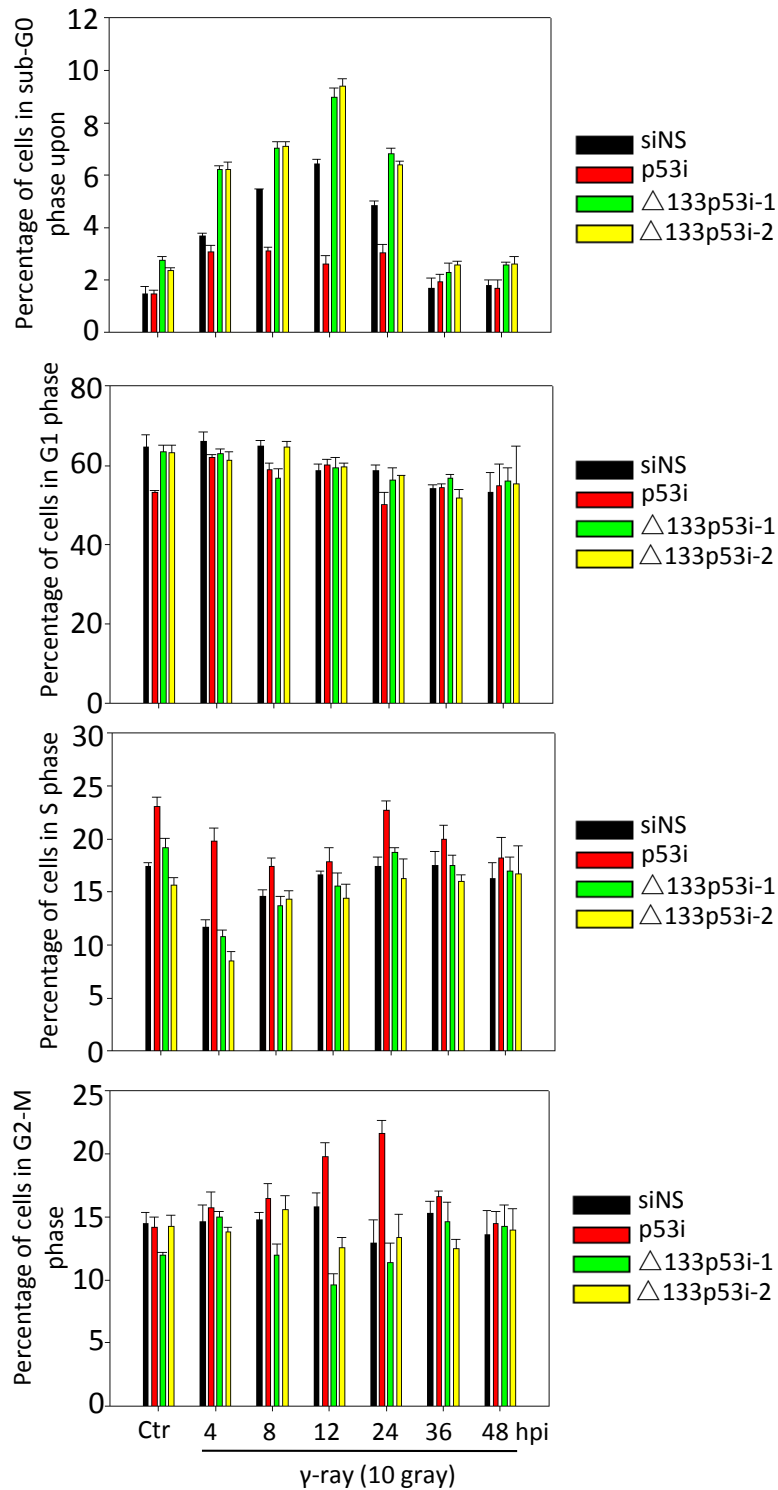 Percentage of cells in sub-G0
phase upon
12
10
8
6
4
2
0
siNS
p53i
△133p53i-1
△133p53i-2
Percentage of cells in G1 phase
80
60
40
20
0
siNS
p53i
△133p53i-1
△133p53i-2
Percentage of cells in S phase
30
25
20
15
10
5
0
siNS
p53i
△133p53i-1
△133p53i-2
Percentage of cells in G2-M
phase
25
20
15
10
5
0
siNS
p53i
△133p53i-1
△133p53i-2
Ctr 4 8 12 24 36 48 hpi
γ-ray (10 gray)